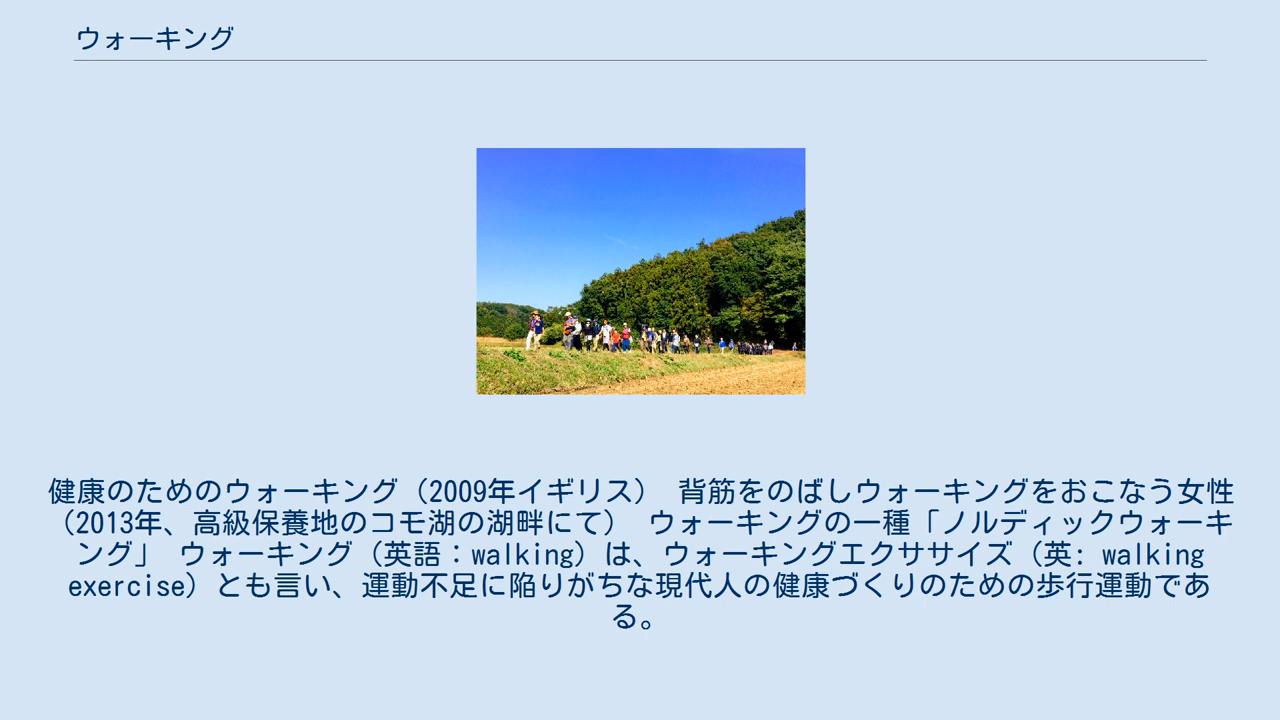 ウォーキング
健康のためのウォーキング（2009年イギリス） 背筋をのばしウォーキングをおこなう女性
（2013年、高級保養地のコモ湖の湖畔にて） ウォーキングの一種「ノルディックウォーキ
ング」 ウォーキング（英語：walking）は、ウォーキングエクササイズ（英: walking
exercise）とも言い、運動不足に陥りがちな現代人の健康づくりのための歩行運動であ
る。